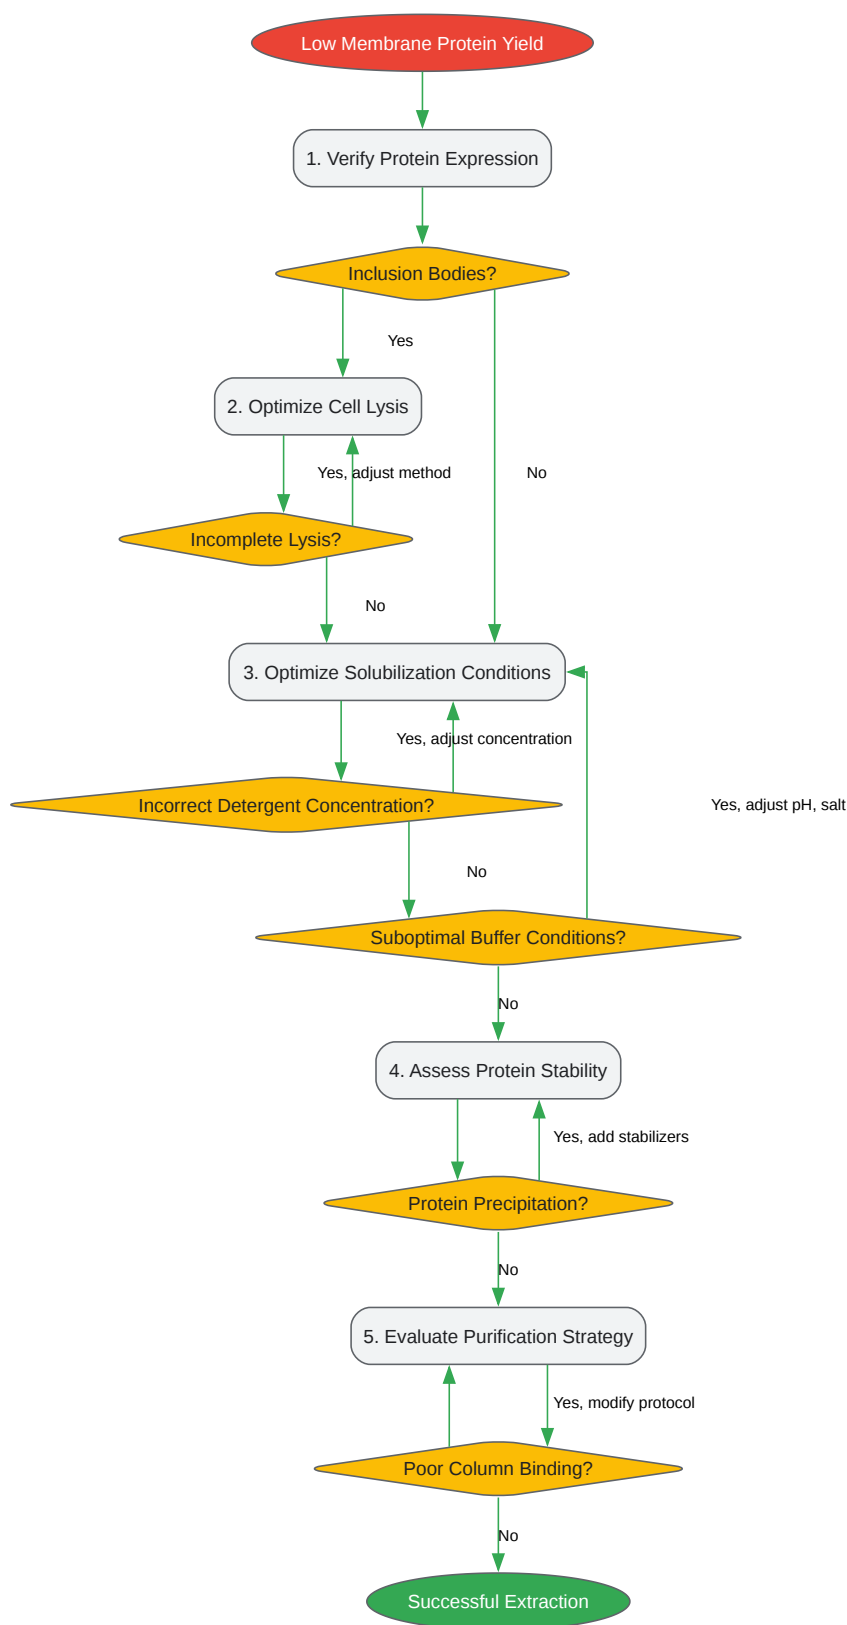 Low Membrane Protein Yield
1. Verify Protein Expression
Inclusion Bodies?
Yes
2. Optimize Cell Lysis
Yes, adjust method
No
Incomplete Lysis?
No
3. Optimize Solubilization Conditions
Yes, adjust concentration
Incorrect Detergent Concentration?
Yes, adjust pH, salt
No
Suboptimal Buffer Conditions?
No
4. Assess Protein Stability
Yes, add stabilizers
Protein Precipitation?
No
5. Evaluate Purification Strategy
Yes, modify protocol
Poor Column Binding?
No
Successful Extraction